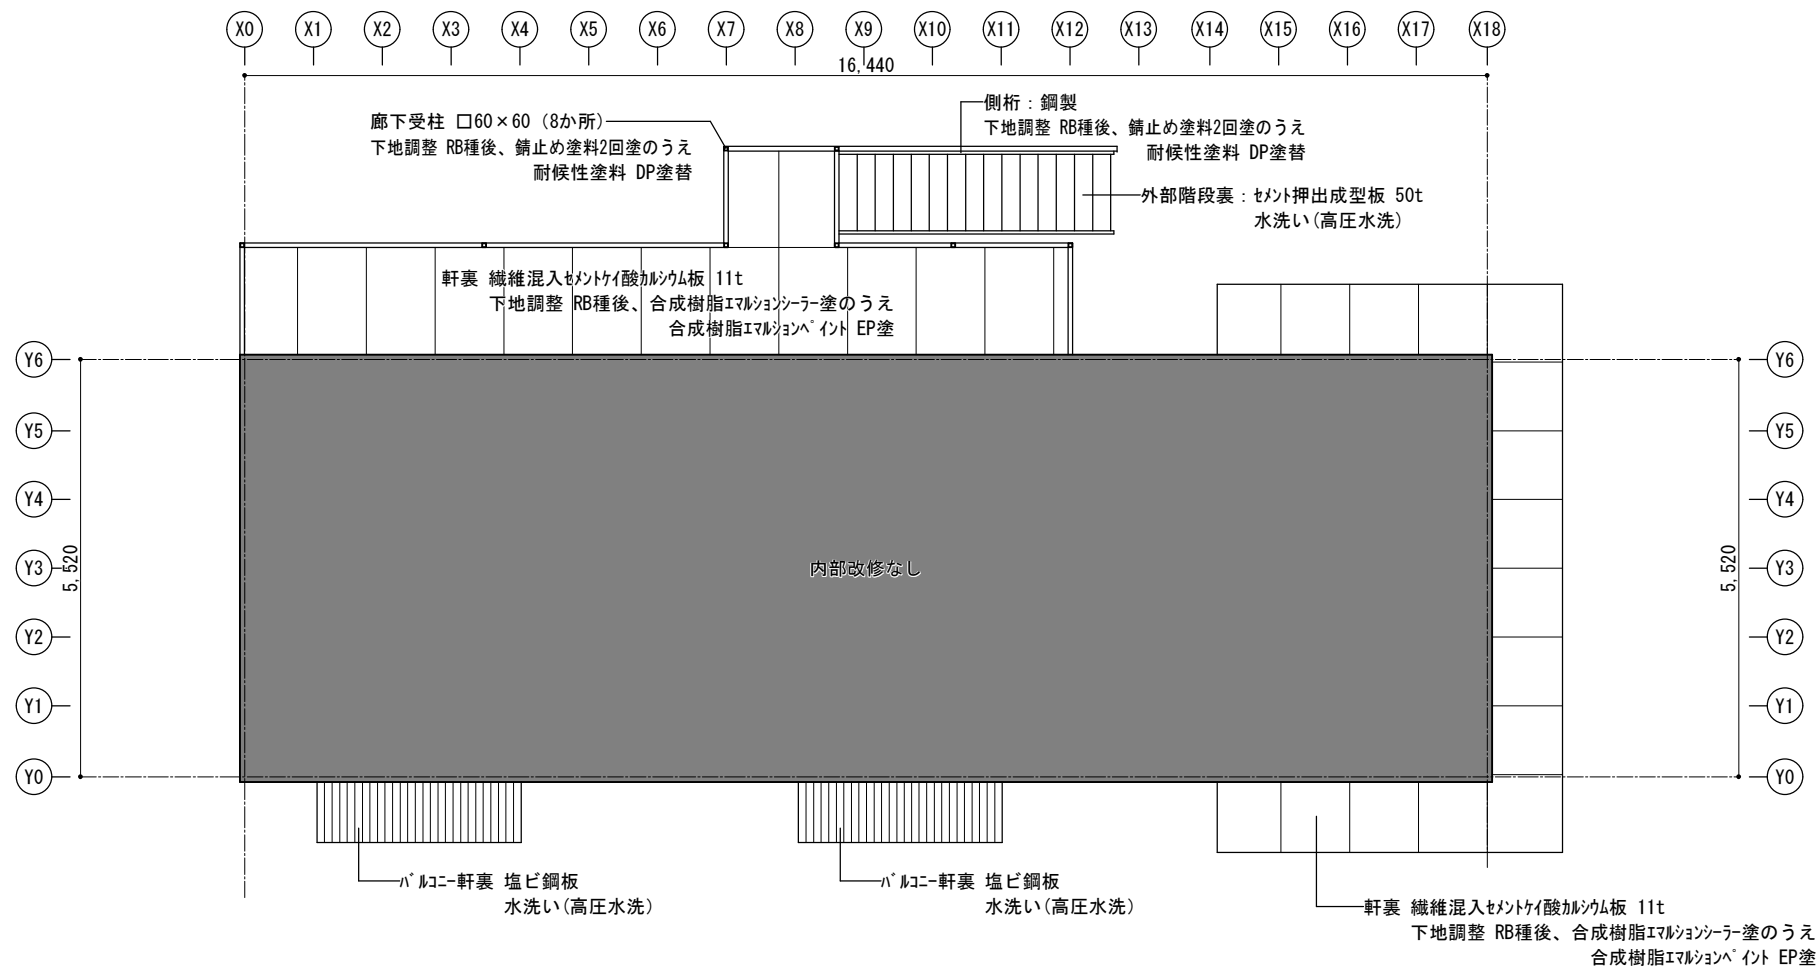 X0 X1 X2 X3 X4 X5 X6 X7 X8 X9 X10 X11 X12 X13 X14 X15 X16 X17 X18
16,440
廊下受柱 口60×60 (8か所)
下地調整 RB種後、錆止め塗料2回塗のうえ
耐候性塗料 DP塗替
側桁：鋼製
下地調整 RB種後、錆止め塗料2回塗のうえ
耐候性塗料 DP塗替
外部階段裏：ｾﾒﾝﾄ押出成型板 50t
水洗い(高圧水洗)
軒裏 繊維混入ｾﾒﾝﾄｹｲ酸ｶﾙｼｳﾑ板 11t
下地調整 RB種後、合成樹脂ｴﾏﾙｼｮﾝｼｰﾗｰ塗のうえ
合成樹脂ｴﾏﾙｼｮﾝﾍﾟｲﾝﾄ EP塗
Y6 Y6
Y5 Y5
Y4 Y4
Y3 Y3
5,520 5,520
内部改修なし
Y2 Y2
Y1 Y1
Y0 Y0
ﾊﾞﾙｺﾆｰ軒裏 塩ビ鋼板
水洗い(高圧水洗)
ﾊﾞﾙｺﾆｰ軒裏 塩ビ鋼板
水洗い(高圧水洗)
軒裏 繊維混入ｾﾒﾝﾄｹｲ酸ｶﾙｼｳﾑ板 11t
下地調整 RB種後、合成樹脂ｴﾏﾙｼｮﾝｼｰﾗｰ塗のうえ
合成樹脂ｴﾏﾙｼｮﾝﾍﾟｲﾝﾄ EP塗